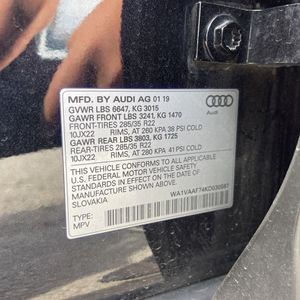 MFD. BY AUDI AG 01 19
GVWR LBS 6647, KG 3015
GAWR FRONT LBS 3241, KG 1470
FRONT-TIRES 285/35 R22
10JX22 RIMS, AT 260 KPA 38 PSI COLD
GAWR REAR LBS 3803, KG 1725
REAR-TIRES 285/35 R22
10JX22 RIMS, AT 280 KPA 41 PSI COLD
THIS VEHICLE CONFORMS TO ALL APPLICABLE
U.S. FEDERAL MOTOR VEHICLE SAFETY
STANDARDS IN EFFECT ON THE DATE OF
MANUFACTURE SHOWN ABOVE.
SLOVAKIA
TYPE:
MPV
Audi